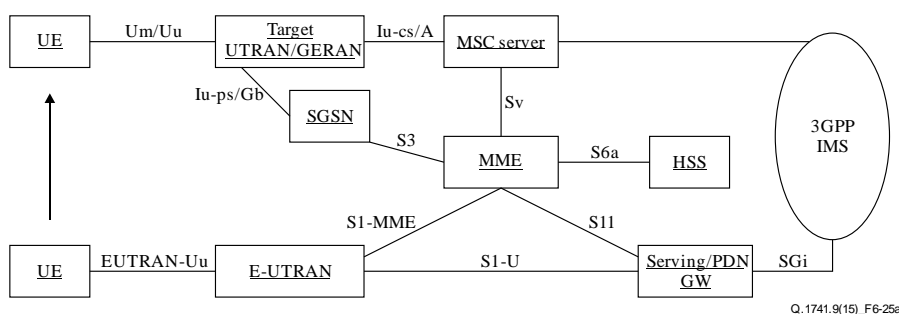 UE
Um/Uu
Target
UTRAN/GERAN
Iu-cs/A
MSC server
Iu-ps/Gb
SGSN
Sv
3GPP
IMS
S3
MME
S6a
HSS
S1-MME
S11
UE
EUTRAN-Uu
E-UTRAN
S1-U
Serving/PDN
GW
SGi
Q.1741.9(15)_F6-25a